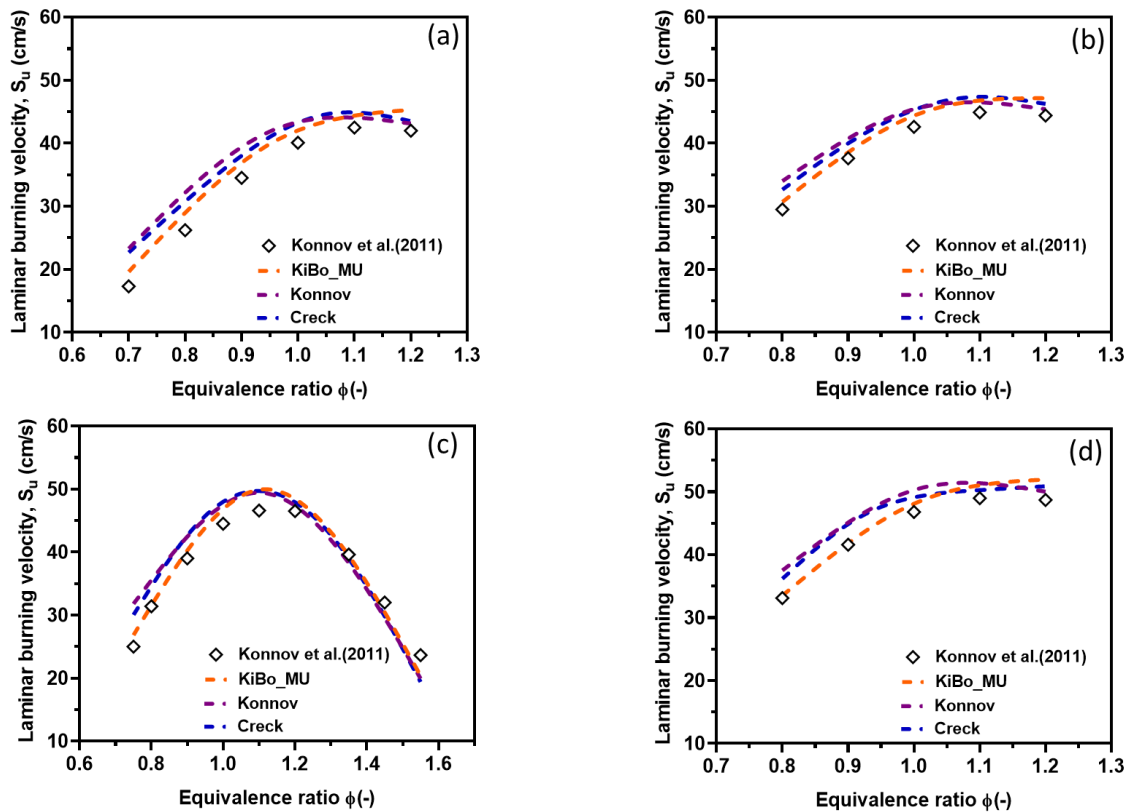 (a)
Laminar burning velocity, Su (cm/s)
60
50
40
30
20
10
Konnov et al.(2011)
KiBo_MU
Konnov
Creck
0.6 0.7 0.8 0.9 1.0 1.1 1.2 1.3
Equivalence ratio ϕ(-)
(b)
Laminar burning velocity, Su (cm/s)
60
50
40
30
20
10
Konnov et al.(2011)
KiBo_MU
Konnov
Creck
0.7 0.8 0.9 1.0 1.1 1.2 1.3
Equivalence ratio ϕ(-)
(c)
Laminar burning velocity, Su (cm/s)
60
50
40
30
20
10
Konnov et al.(2011)
KiBo_MU
Konnov
Creck
0.8 1.0 1.2 1.4 1.6
Equivalence ratio ϕ(-)
(d)
Laminar burning velocity, Su (cm/s)
60
50
40
30
20
10
Konnov et al.(2011)
KiBo_MU
Konnov
Creck
0.7 0.8 0.9 1.0 1.1 1.2 1.3
Equivalence ratio ϕ(-)